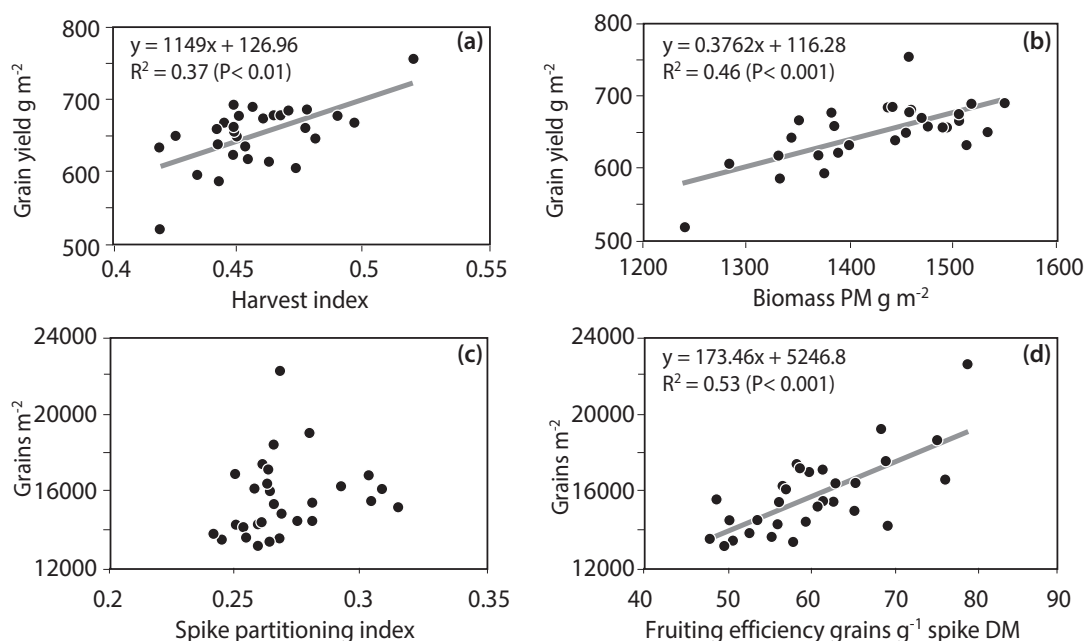 800
700
600
500
Grain yield g m⁻²
y = 1149x + 126.96
R² = 0.37 (P< 0.01)
(a)
0.4
0.45
0.5
0.55
Harvest index
800
700
600
500
Grain yield g m⁻²
y = 0.3762x + 116.28
R² = 0.46 (P< 0.001)
(b)
1200
1300
1400
1500
1600
Biomass PM g m⁻²
24000
20000
16000
12000
Grains m⁻²
(c)
0.2
0.25
0.3
0.35
Spike partitioning index
24000
20000
16000
12000
Grains m⁻²
y = 173.46x + 5246.8
R² = 0.53 (P< 0.001)
(d)
40
50
60
70
80
90
Fruiting efficiency grains g⁻¹ spike DM